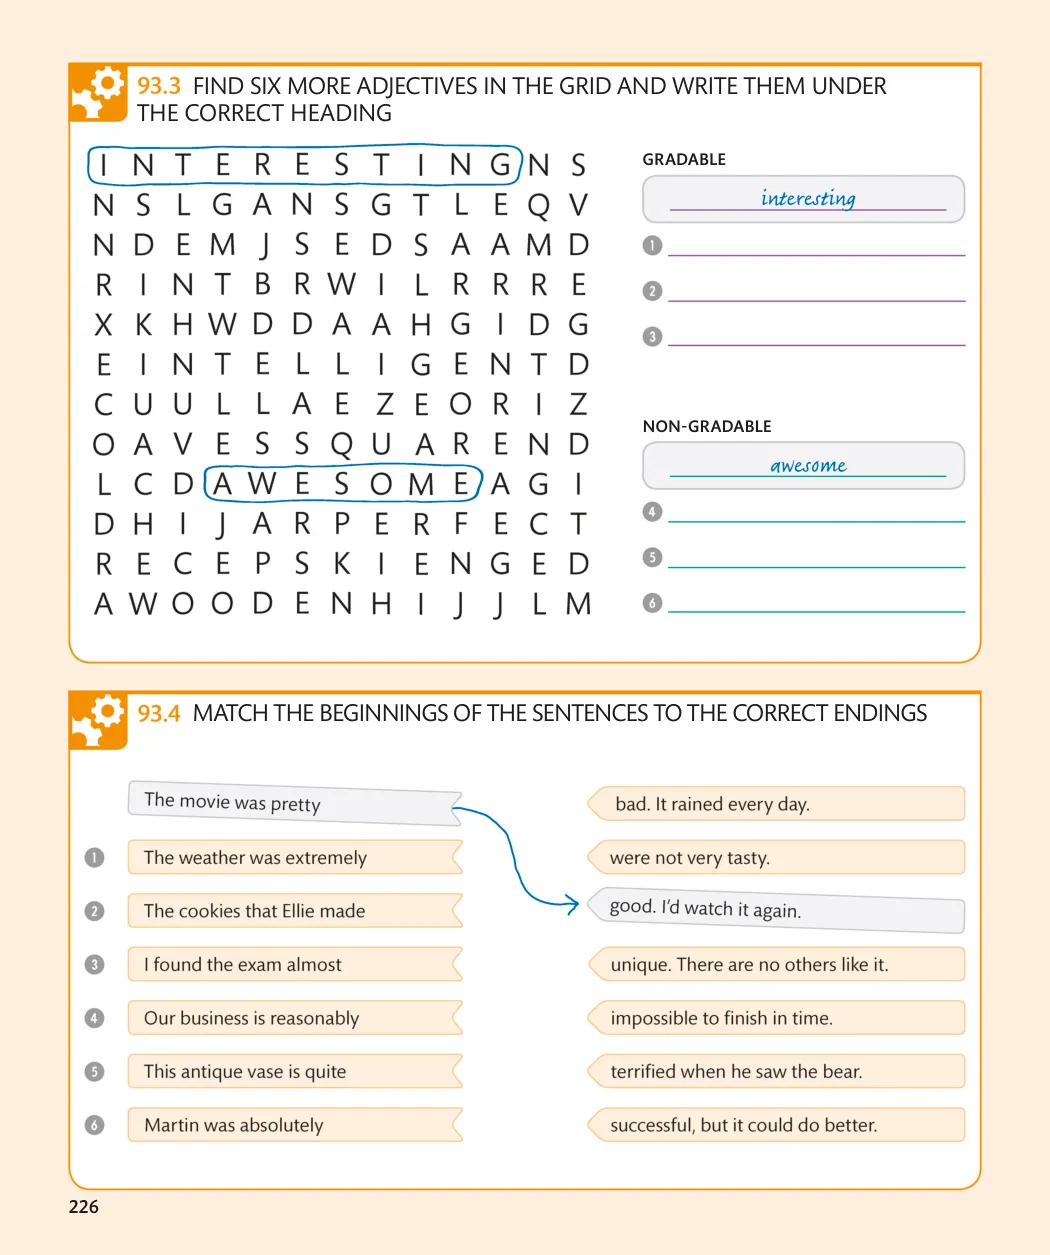 93.3 FIND SIX MORE ADJECTIVES IN THE GRID AND WRITE THEM UNDER
THE CORRECT HEADING
I N T E R E S T I N G N S
N S L G A N S G T L E Q V
N D E M J S E D S A A M D
R I N T B R W I L R R R E
X K H W D D A A H G I D G
E I N T E L L I G E N T D
C U U L L A E Z E O R I Z
O A V E S S Q U A R E N D
L C D A W E S O M E A G I
D H I J A R P E R F E C T
R E C E P S K I E N G E D
A W O O D E N H I J J L M
GRADABLE
interesting
1
2
3
NON-GRADABLE
awesome
4
5
6
93.4 MATCH THE BEGINNINGS OF THE SENTENCES TO THE CORRECT ENDINGS
The movie was pretty
1 The weather was extremely
2 The cookies that Ellie made
3 I found the exam almost
4 Our business is reasonably
5 This antique vase is quite
6 Martin was absolutely
bad. It rained every day.
were not very tasty.
good. I'd watch it again.
unique. There are no others like it.
impossible to finish in time.
terrified when he saw the bear.
successful, but it could do better.
226